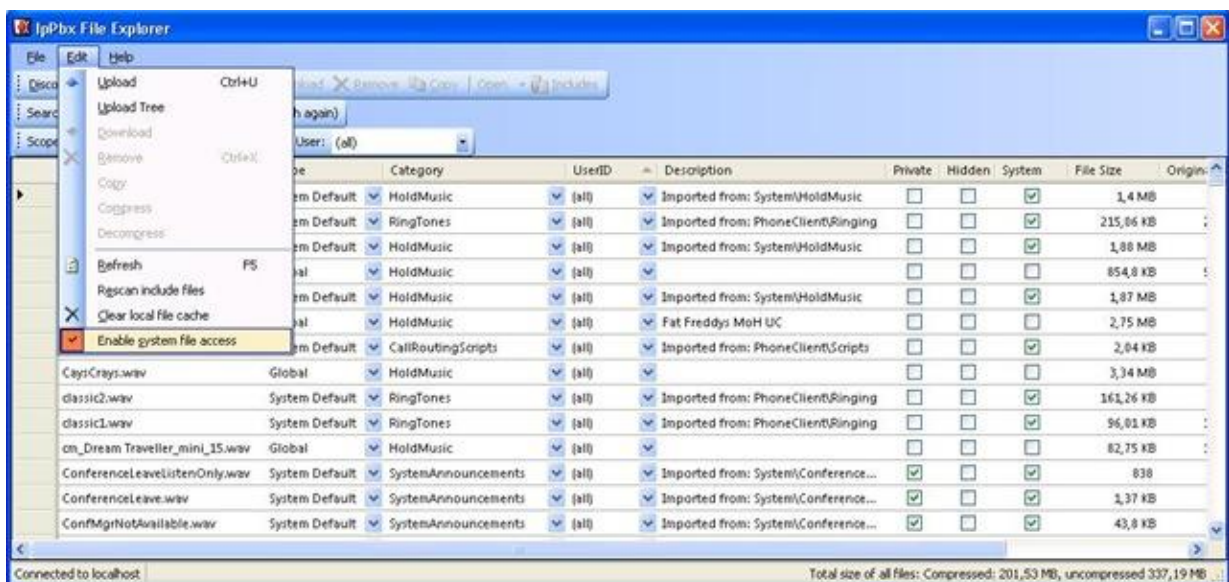 IpPbx File Explorer
File Edit Help
Upload Ctrl+U
Upload Tree
Download
Remove Ctrl+X
Copy
Compress
Decompress
Refresh F5
Rescan include files
Clear local file cache
Enable system file access
Disco Remove Copy Open Includes
Searc h again)
Scope User: (all)
Category UserID Description Private Hidden System File Size Origin
em Default HoldMusic (all) Imported from: System\HoldMusic 1,4 MB
em Default RingTones (all) Imported from: PhoneClient\Ringing 215,06 KB
em Default HoldMusic (all) Imported from: System\HoldMusic 1,88 MB
al HoldMusic (all) 854,8 KB
em Default HoldMusic (all) Imported from: System\HoldMusic 1,87 MB
al HoldMusic (all) Fat Freddys MoH UC 2,75 MB
em Default CallRoutingScripts (all) Imported from: PhoneClient\Scripts 2,04 KB
CaysCrays.wav Global HoldMusic (all) 3,34 MB
classic2.wav System Default RingTones (all) Imported from: PhoneClient\Ringing 161,26 KB
classic1.wav System Default RingTones (all) Imported from: PhoneClient\Ringing 96,01 KB
cm_Dream Traveller_mini_15.wav Global HoldMusic (all) 82,75 KB
ConferenceLeaveListenOnly.wav System Default SystemAnnouncements (all) Imported from: System\Conference... 838
ConferenceLeave.wav System Default SystemAnnouncements (all) Imported from: System\Conference... 1,37 KB
ConfMgrNotAvailable.wav System Default SystemAnnouncements (all) Imported from: System\Conference... 43,8 KB
Connected to localhost Total size of all files: Compressed: 201,53 MB, uncompressed 337,19 MB